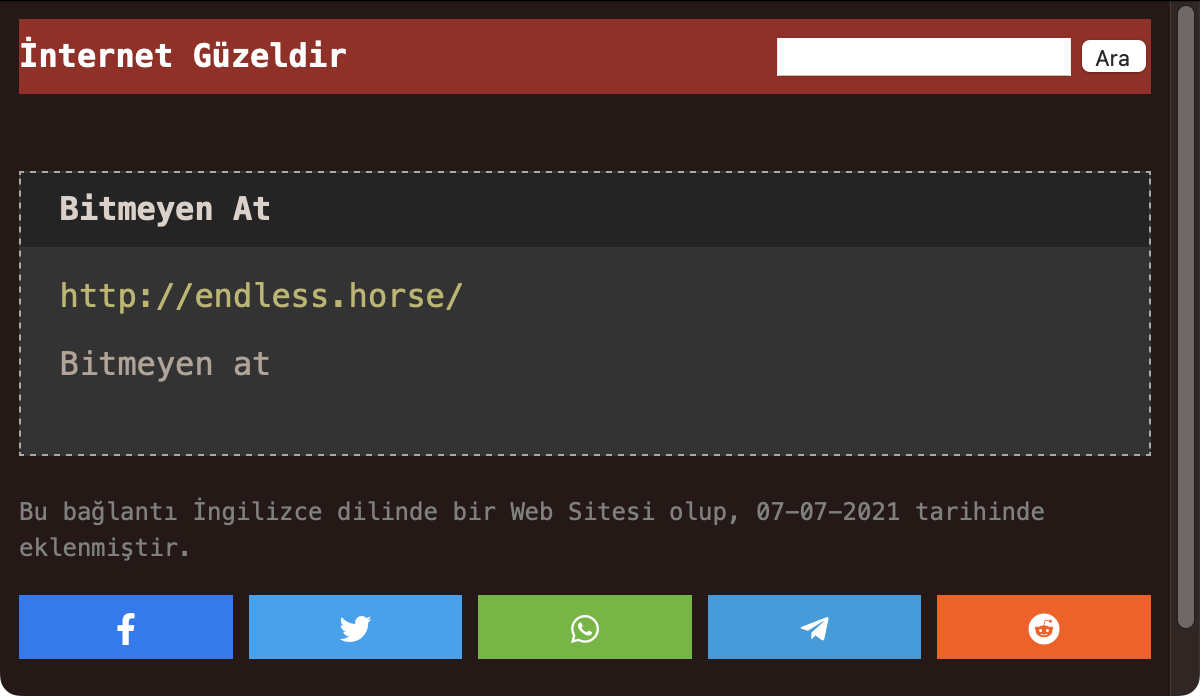 İnternet Güzeldir
Ara
Bitmeyen At
http://endless.horse/
Bitmeyen at
Bu bağlantı İngilizce dilinde bir Web Sitesi olup, 07-07-2021 tarihinde
eklenmiştir.